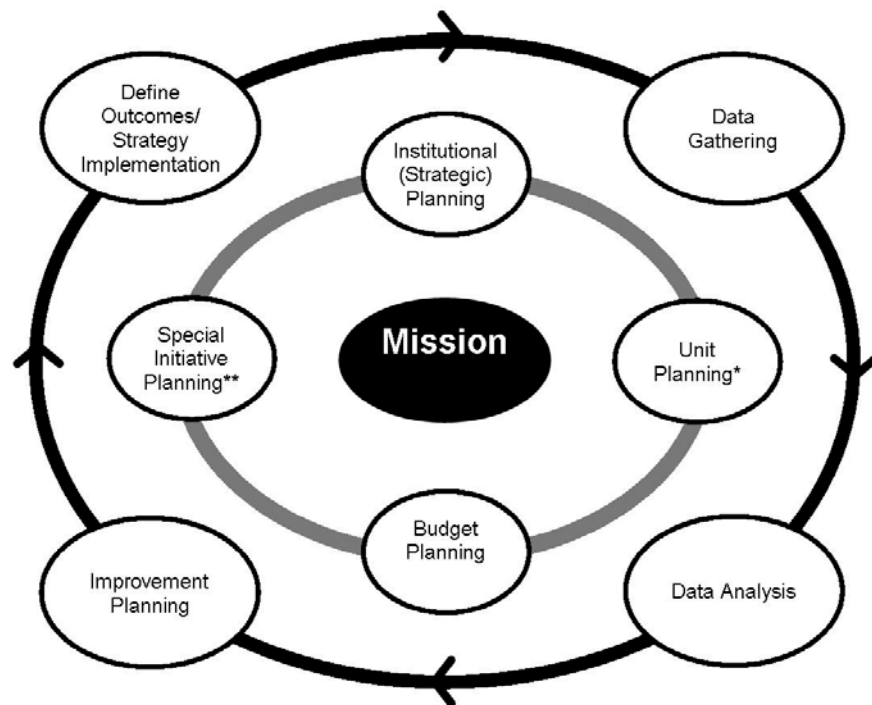 Define
Outcomes/
Strategy
Implementation
Data
Gathering
Institutional
(Strategic)
Planning
Special
Initiative
Planning**
Mission
Unit
Planning*
Budget
Planning
Improvement
Planning
Data Analysis